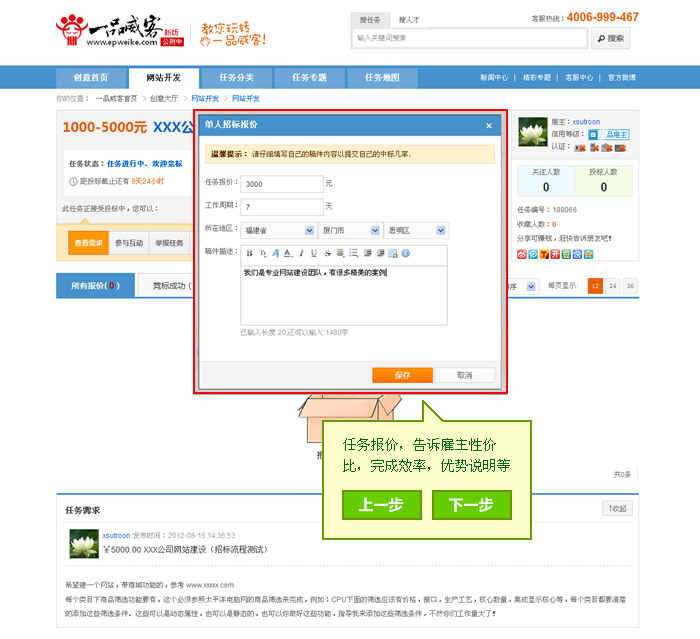 一品威客 新版 公测中
www.epweike.com
教您玩转
一品威客!
搜任务 搜人才
客服热线：4006-999-467
输入关键词搜索
搜索
创意首页 网站开发 任务分类 任务专题 任务地图
新闻中心 | 精彩专题 | 客服中心 | 官方微博
你的位置： 一品威客首页 > 创意大厅 > 网站开发 > 网站开发
1000-5000元 XXX公
任务状态：任务进行中、欢迎竞标
距投标截止还有 9天24小时
此任务正接受投标中，您可以：
查看需求 参与互动 举报任务
所有报价( 0 ) 竞标成功 (
单人招标报价 ×
温馨提示： 请仔细填写自己的稿件内容以提交自己的中标几率.
任务报价： 3000 元
工作周期： 7 天
所在地区： 福建省 厦门市 思明区
稿件描述：
我们是专业网站建设团队，有很多精美的案例
已输入长度:20,还可以输入:1480字
保存 取消
雇主：xsutroon
信用等级： 一品雇主
认证：
关注人数 投标人数
0 0
任务编号：188066
收藏人数：0
分享可赚钱，赶快告诉朋友吧!
序 每页显示： 12 24 36
任务报价，告诉雇主性价
比，完成效率，优势说明等
上一步 下一步
共0条
任务需求 ↑收起
xsutroon 发布时间：2012-08-15 14:35:53
￥5000.00 XXX公司网站建设（招标流程测试）
希望建一个网站，带商城功能的，参考 www.xxxx.com
每个类目下商品筛选功能要有，这个必须参照太平洋电脑网的商品筛选来完成，例如：CPU下面的筛选应该有价格，接口，生产工艺，核心数量，集成显示核心等，每个类目都要清楚
的添加这些筛选条件。这些可以是动态属性，也可以是静态的，也可以你做好这些功能，指导我来添加这些筛选条件，不然你们工作量大了!